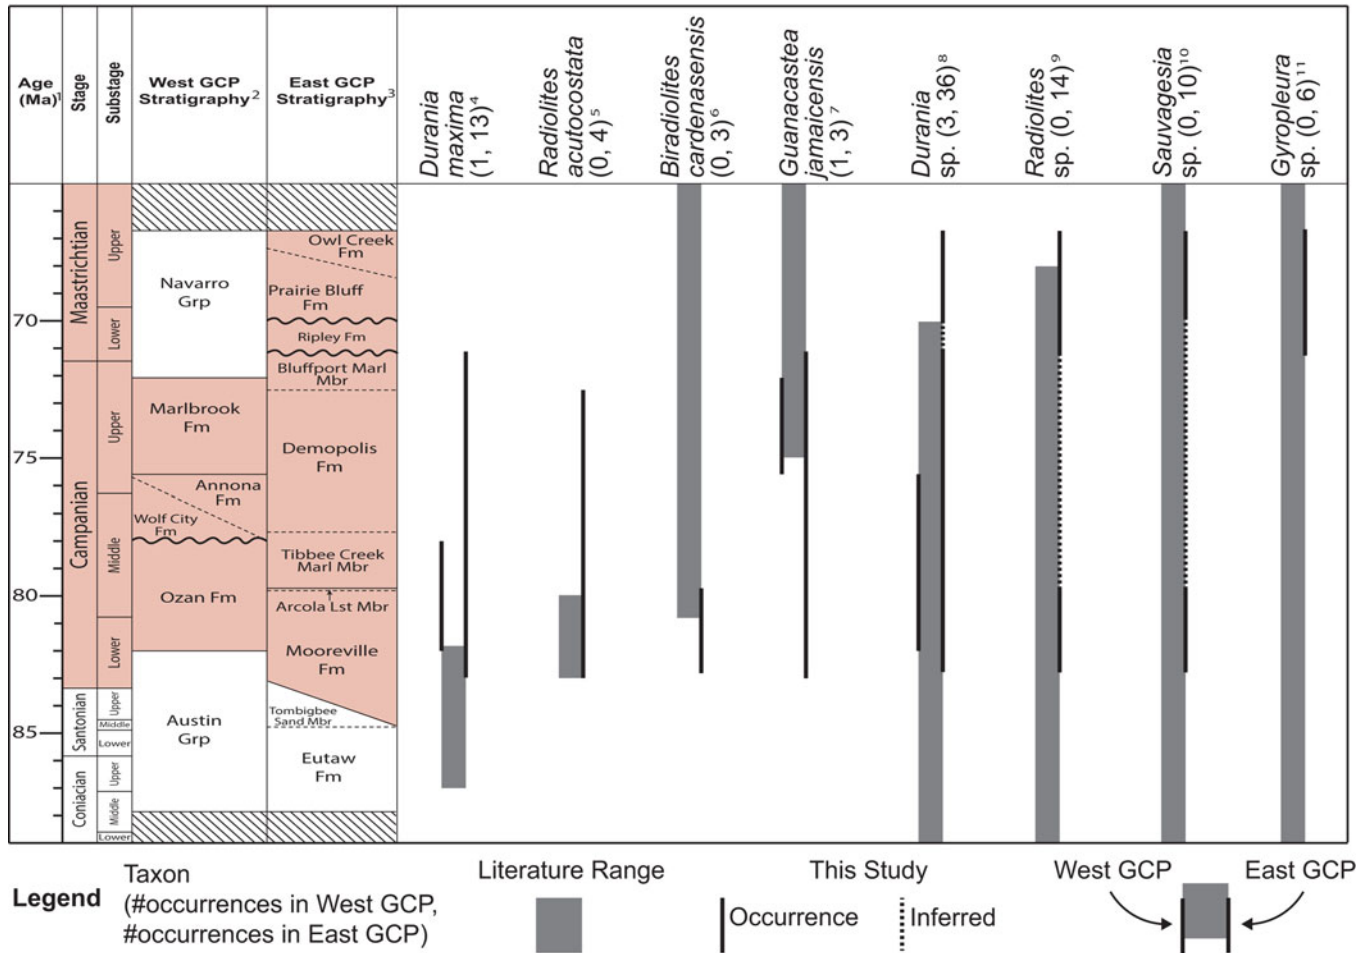 Age
(Ma)¹
Stage
Substage
West GCP
Stratigraphy²
East GCP
Stratigraphy³
Durania
maxima
(1, 13)⁴
Radiolites
acutocostata
(0, 4)⁵
Biradiolites
cardenasensis
(0, 3)⁶
Guanacastea
jamaicensis
(1, 3)⁷
Durania
sp. (3, 36)⁸
Radiolites
sp. (0, 14)⁹
Sauvagesia
sp. (0, 10)¹⁰
Gyropleura
sp. (0, 6)¹¹
70
75
80
85
Maastrichtian
Campanian
Santonian
Coniacian
Upper
Lower
Upper
Middle
Lower
Upper
Middle
Lower
Upper
Middle
Lower
Navarro
Grp
Marlbrook
Fm
Annona
Fm
Wolf City
Fm
Ozan Fm
Austin
Grp
Owl Creek
Fm
Prairie Bluff
Fm
Ripley Fm
Bluffport Marl
Mbr
Demopolis
Fm
Tibbee Creek
Marl Mbr
Arcola Lst Mbr
Mooreville
Fm
Tombigbee
Sand Mbr
Eutaw
Fm
Legend
Taxon
(#occurrences in West GCP,
#occurrences in East GCP)
Literature Range
This Study
Occurrence
Inferred
West GCP
East GCP